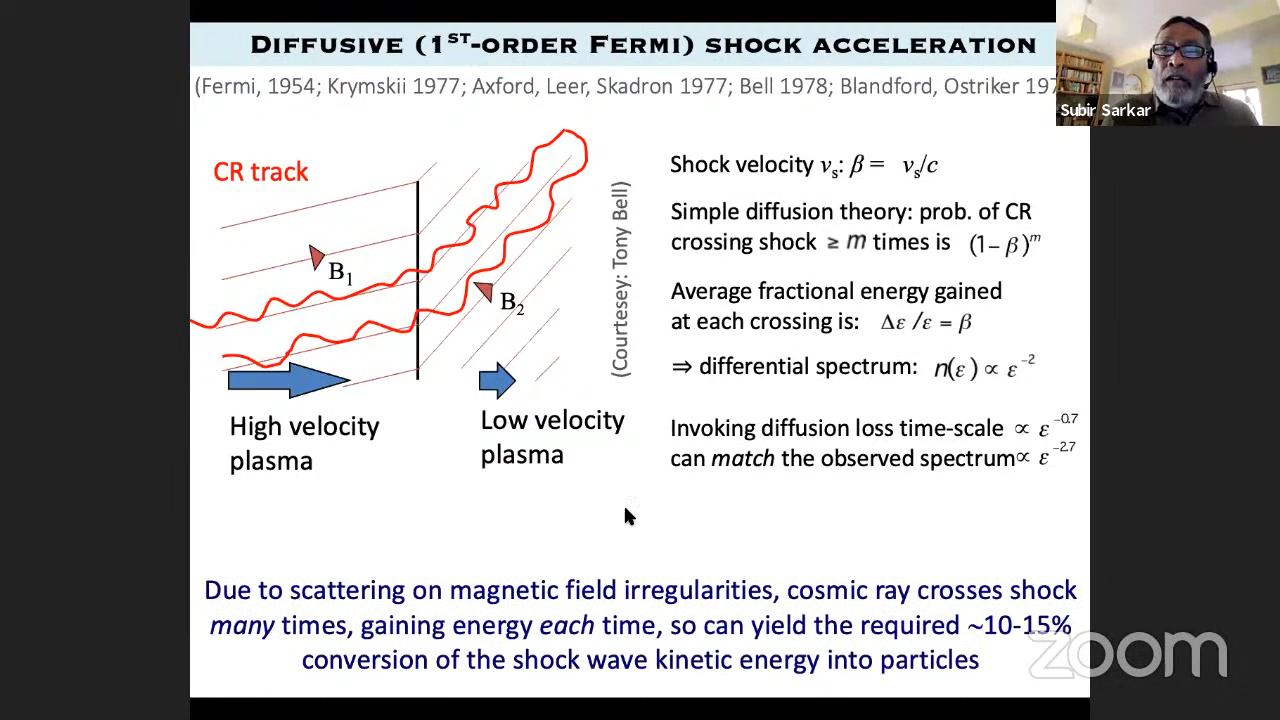 DIFFUSIVE (1ST-ORDER FERMI) SHOCK ACCELERATION
(Fermi, 1954; Krymskii 1977; Axford, Leer, Skadron 1977; Bell 1978; Blandford, Ostriker 197
Subir Sarkar
CR track
B1
B2
High velocity
plasma
Low velocity
plasma
(Courtesey: Tony Bell)
Shock velocity vs: β = vs/c
Simple diffusion theory: prob. of CR
crossing shock ≥ m times is (1– β)^m
Average fractional energy gained
at each crossing is: Δε /ε = β
⇒ differential spectrum: n(ε) ∝ ε^–2
Invoking diffusion loss time-scale ∝ ε^–0.7
can match the observed spectrum∝ ε^–2.7
Due to scattering on magnetic field irregularities, cosmic ray crosses shock
many times, gaining energy each time, so can yield the required ~10-15%
conversion of the shock wave kinetic energy into particles
zoom